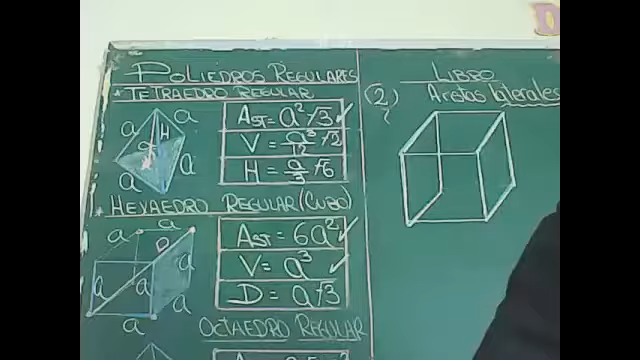 POLIEDROS REGULARES
* TETRAEDRO REGULAR
a a
H
a a a
A_ST = a²√3
V = a³/12 √2
H = a/3 √6
* HEXAEDRO REGULAR (CUBO)
a a
D
a a a a
a a
A_ST = 6a²
V = a³
D = a√3
OCTAEDRO REGULAR
LIBRO
(2) Aristas laterales
D